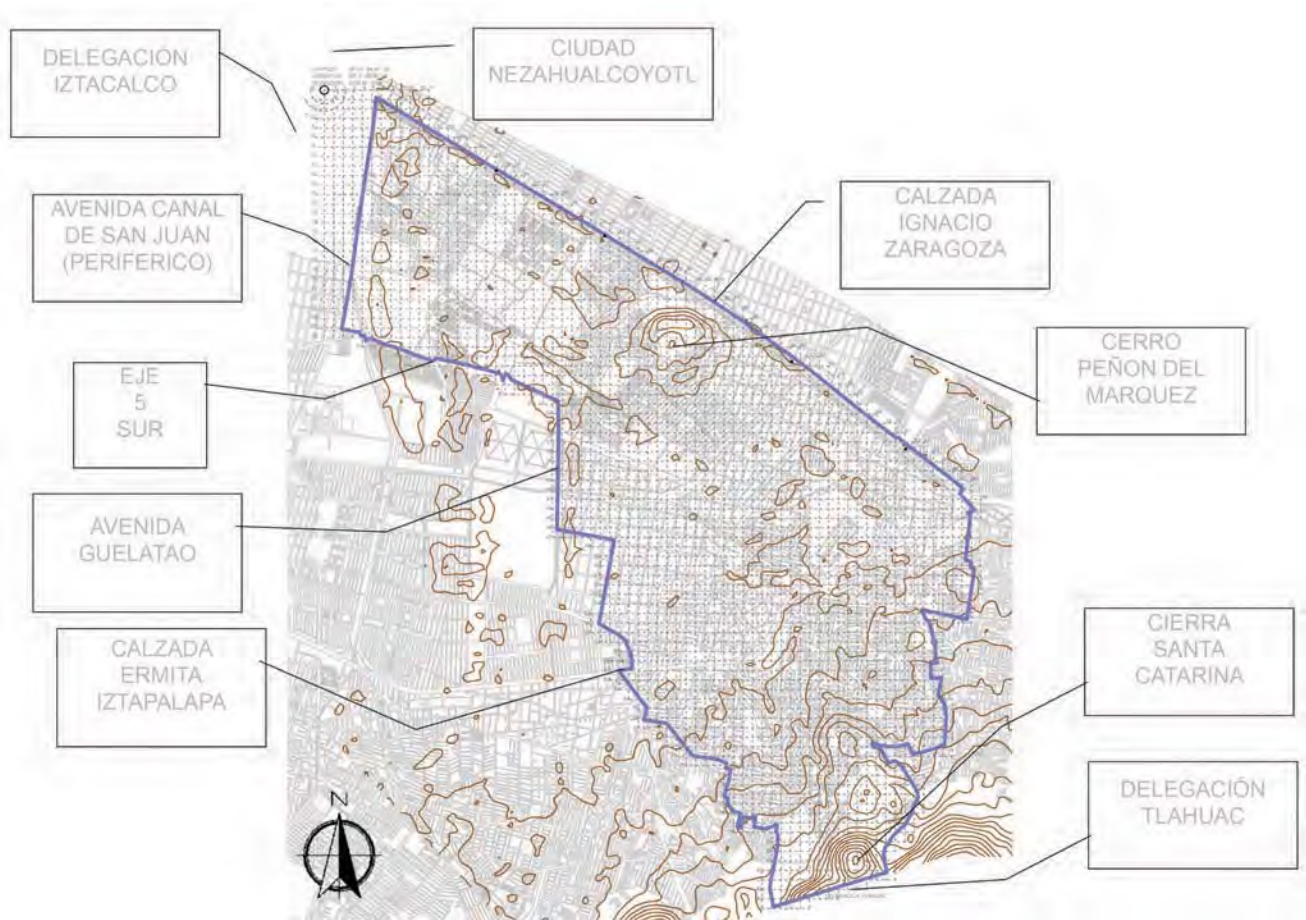 DELEGACIÓN
IZTACALCO
CIUDAD
NEZAHUALCOYOTL
AVENIDA CANAL
DE SAN JUAN
(PERIFERICO)
CALZADA
IGNACIO
ZARAGOZA
EJE
5
SUR
CERRO
PEÑON DEL
MARQUEZ
AVENIDA
GUELATAO
CALZADA
ERMITA
IZTAPALAPA
CIERRA
SANTA
CATARINA
DELEGACIÓN
TLAHUAC
N